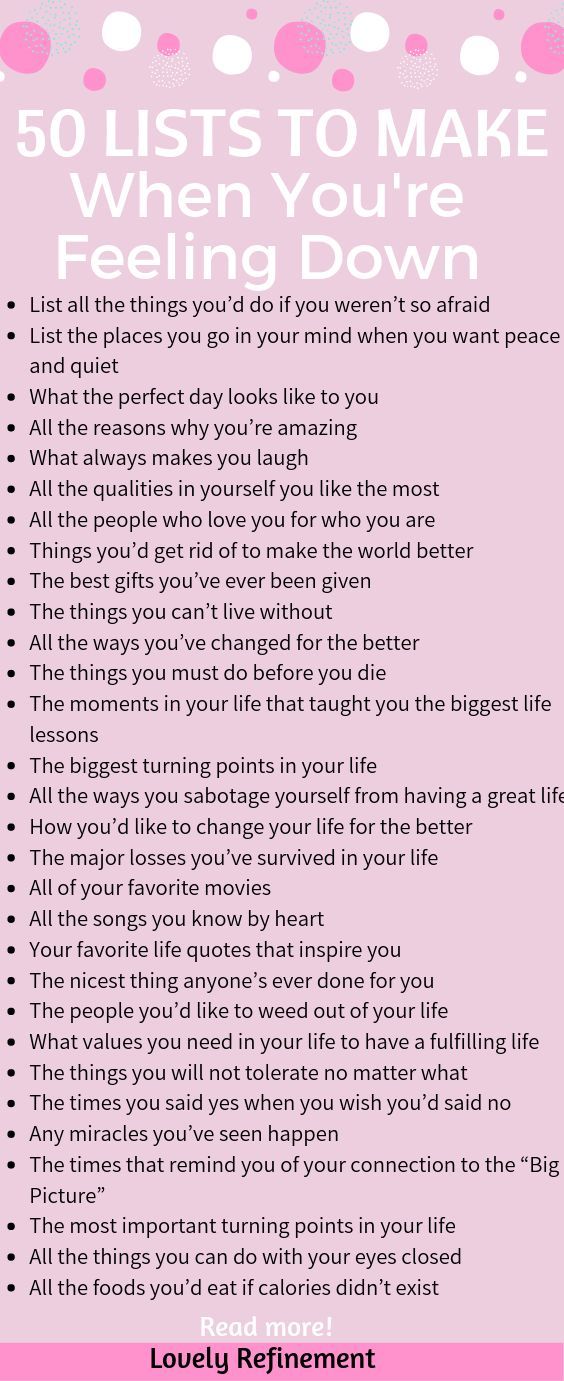 50 LISTS TO MAKE
When You're
Feeling Down
• List all the things you’d do if you weren’t so afraid
• List the places you go in your mind when you want peace
and quiet
• What the perfect day looks like to you
• All the reasons why you’re amazing
• What always makes you laugh
• All the qualities in yourself you like the most
• All the people who love you for who you are
• Things you’d get rid of to make the world better
• The best gifts you’ve ever been given
• The things you can’t live without
• All the ways you’ve changed for the better
• The things you must do before you die
• The moments in your life that taught you the biggest life
lessons
• The biggest turning points in your life
• All the ways you sabotage yourself from having a great life
• How you’d like to change your life for the better
• The major losses you’ve survived in your life
• All of your favorite movies
• All the songs you know by heart
• Your favorite life quotes that inspire you
• The nicest thing anyone’s ever done for you
• The people you’d like to weed out of your life
• What values you need in your life to have a fulfilling life
• The things you will not tolerate no matter what
• The times you said yes when you wish you’d said no
• Any miracles you’ve seen happen
• The times that remind you of your connection to the “Big
Picture”
• The most important turning points in your life
• All the things you can do with your eyes closed
• All the foods you’d eat if calories didn’t exist
Read more!
Lovely Refinement